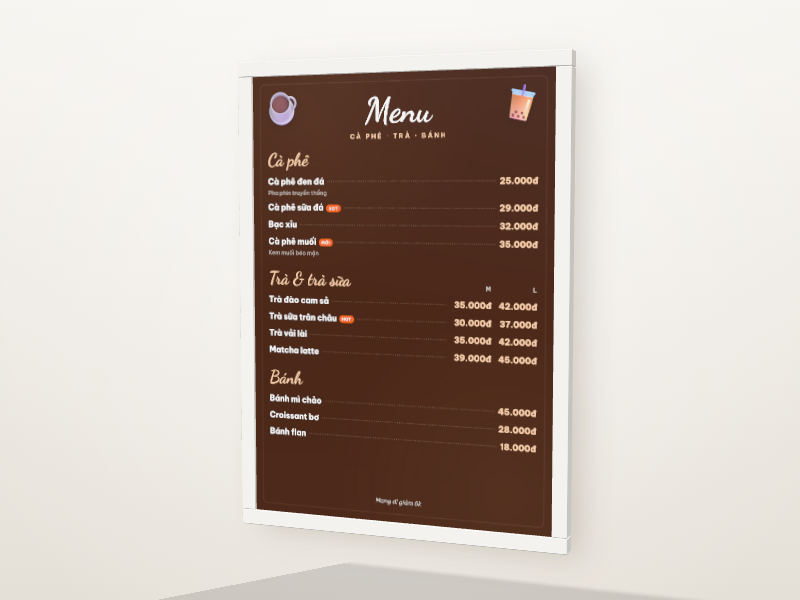 Menu
CÀ PHÊ · TRÀ · BÁNH
Cà phê
Cà phê đen đá 25.000đ
Pha phin truyền thống
Cà phê sữa đá HOT 29.000đ
Bạc xỉu 32.000đ
Cà phê muối MỚI 35.000đ
Kem muối béo mặn
Trà & trà sữa M L
Trà đào cam sả 35.000đ 42.000đ
Trà sữa trân châu HOT 30.000đ 37.000đ
Trà vải lài 35.000đ 42.000đ
Matcha latte 39.000đ 45.000đ
Bánh
Bánh mì chảo 45.000đ
Croissant bơ 28.000đ
Bánh flan 18.000đ
Mang đi giảm 5k